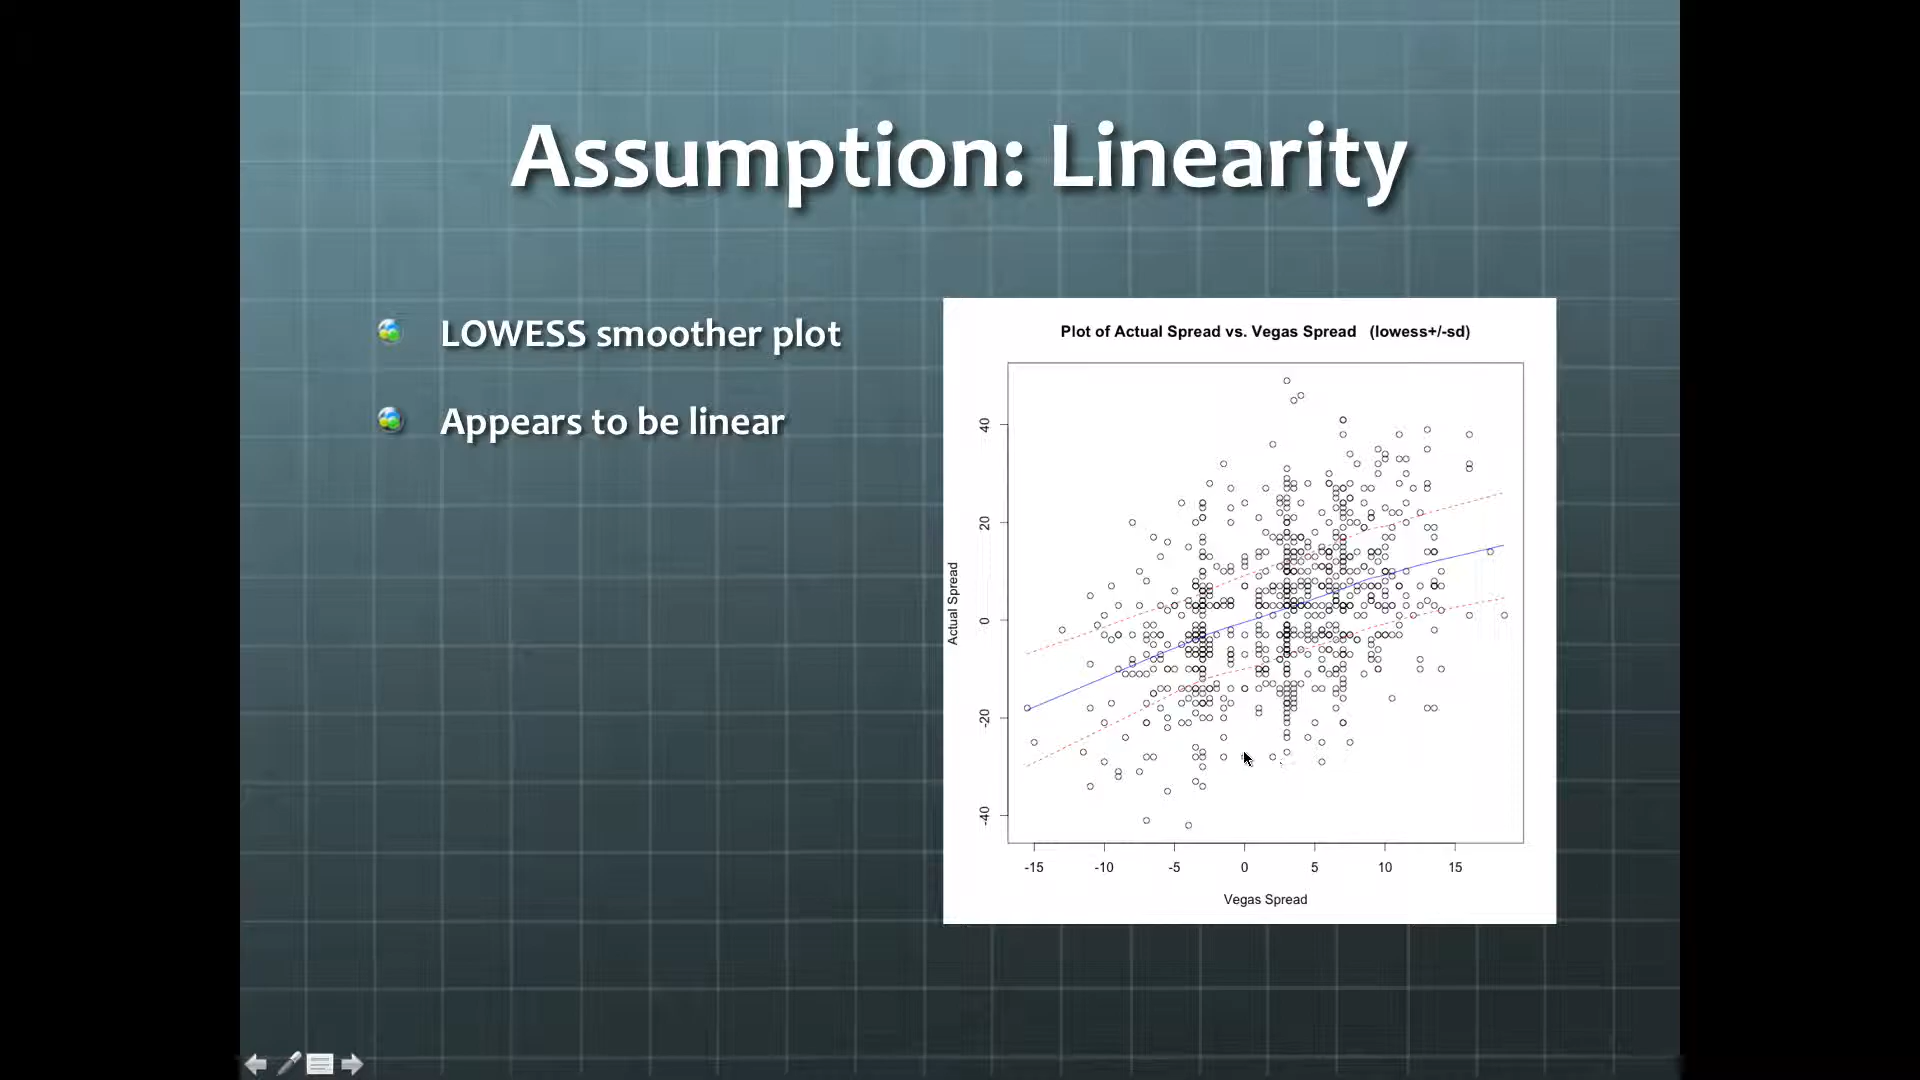 Assumption: Linearity
LOWESS smoother plot
Appears to be linear
Plot of Actual Spread vs. Vegas Spread (lowess+/-sd)
Actual Spread
40
20
0
-20
-40
-15 -10 -5 0 5 10 15
Vegas Spread